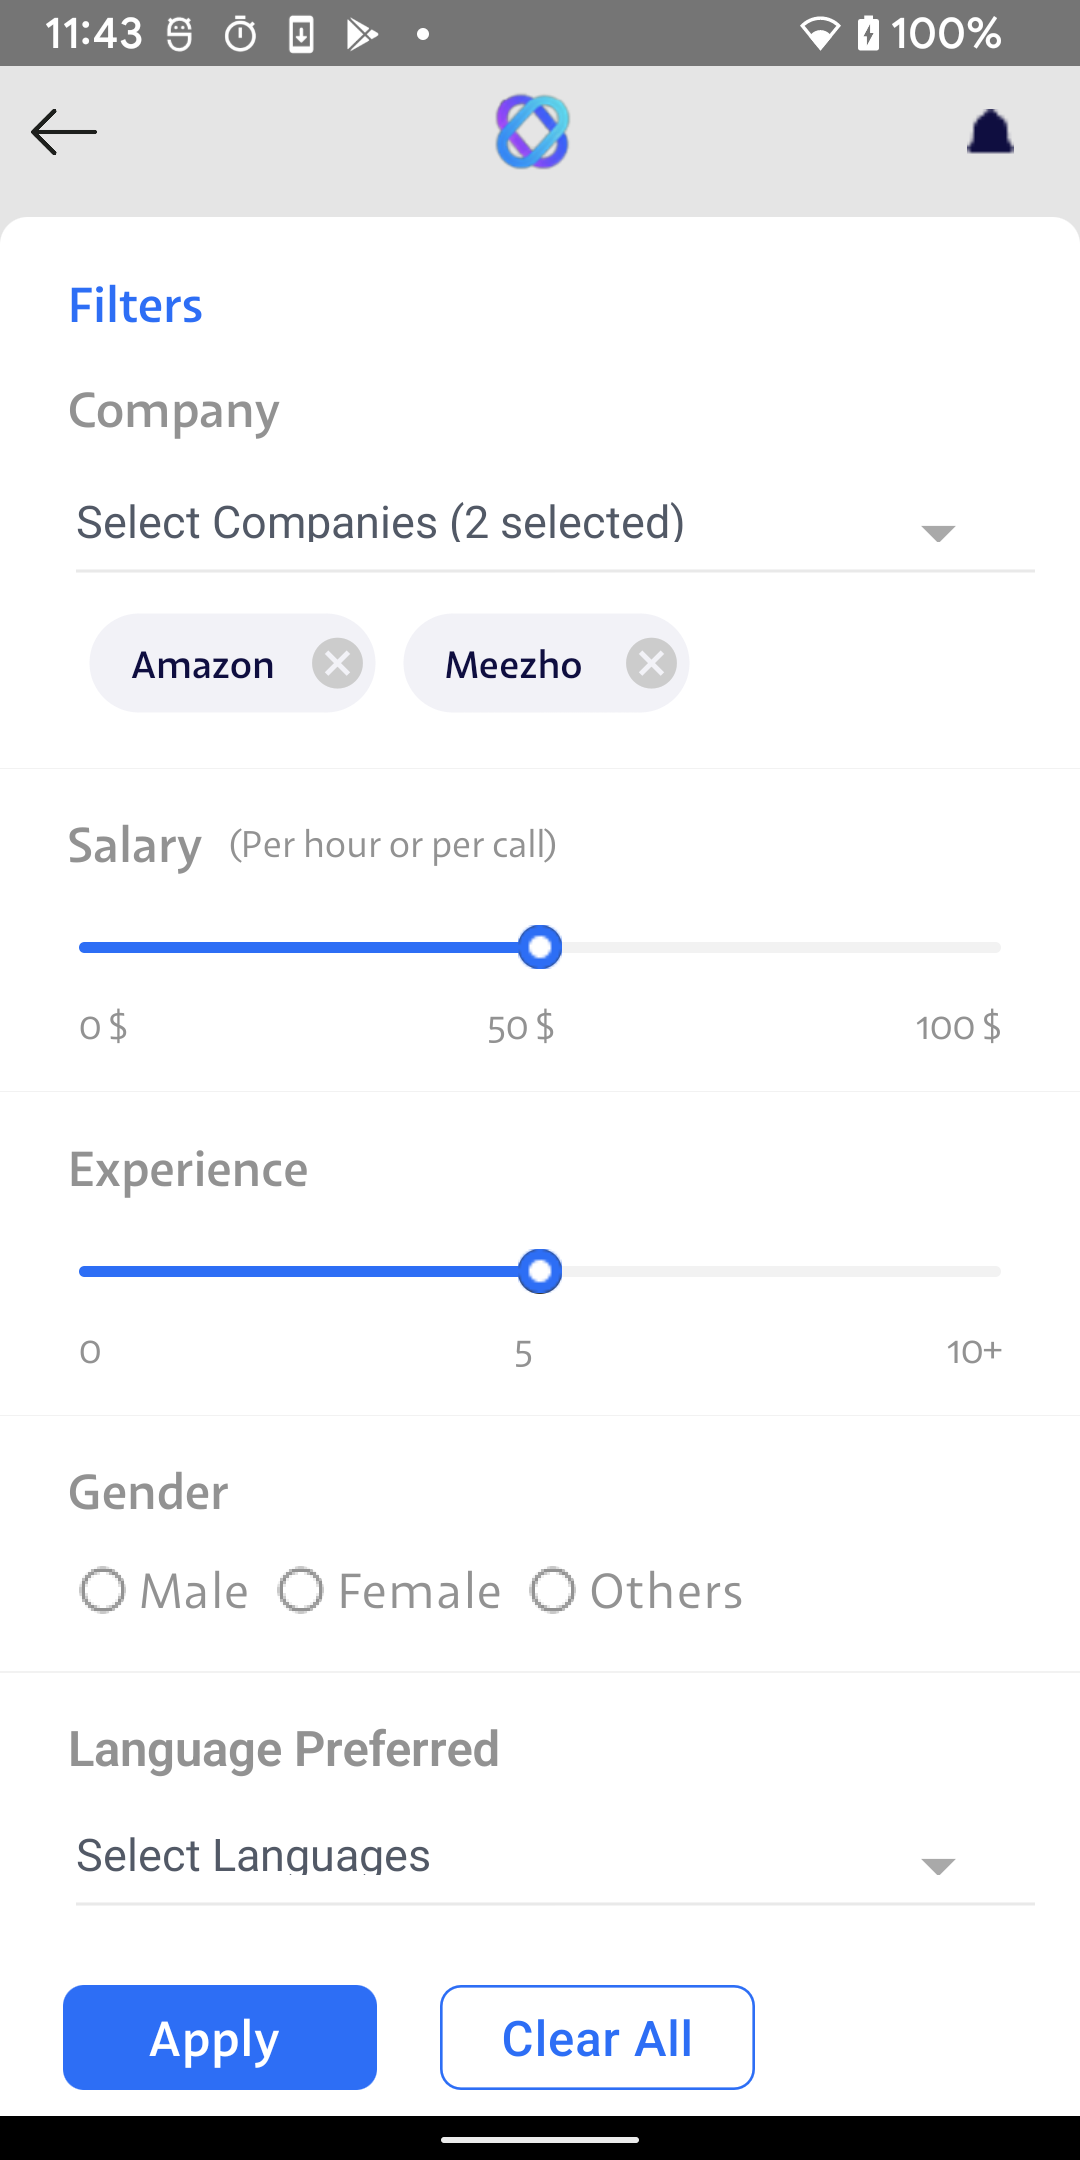 11:43 100%
Filters
Company
Select Companies (2 selected)
Amazon Meezho
Salary (Per hour or per call)
0 $ 50 $ 100 $
Experience
0 5 10+
Gender
Male Female Others
Language Preferred
Select Languages
Apply Clear All